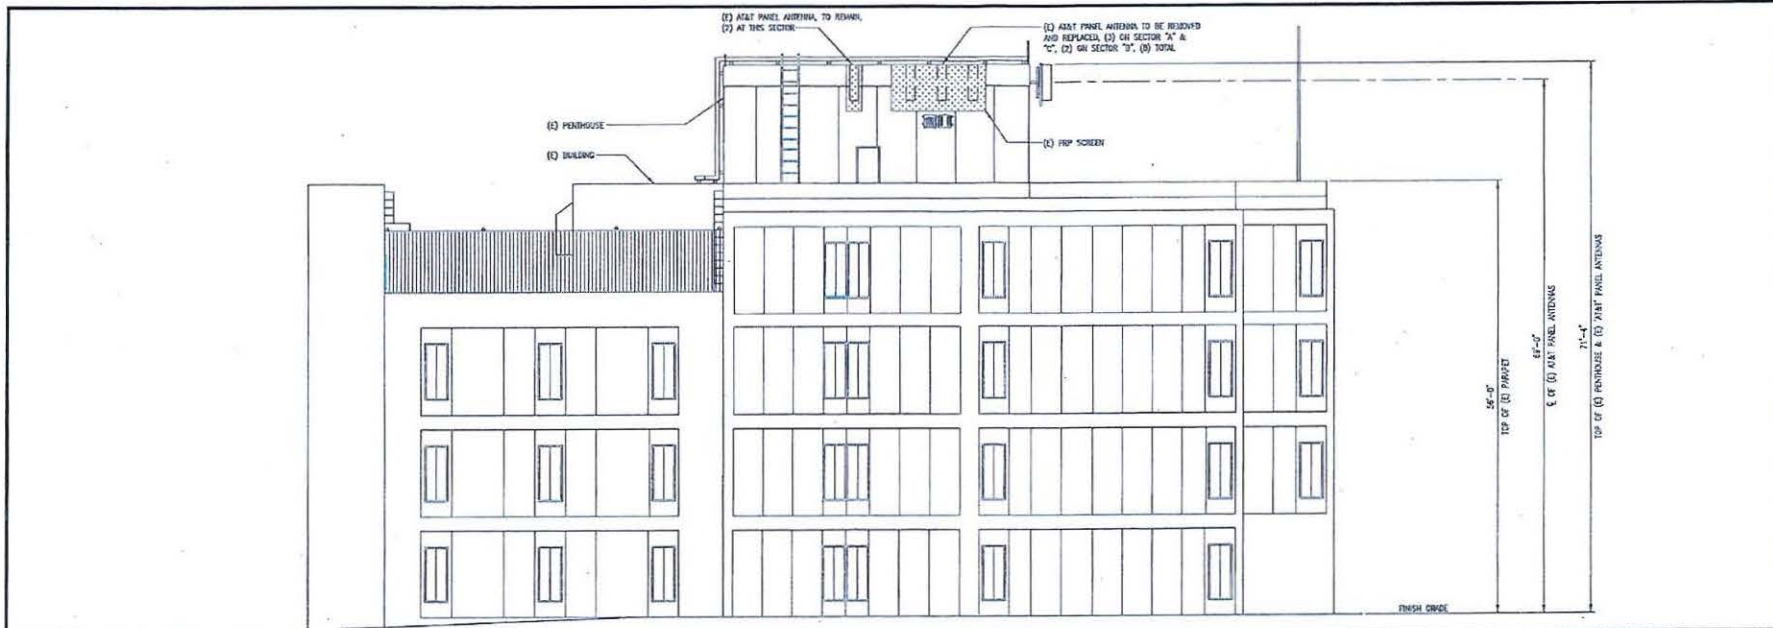 (E) AT&T PANEL ANTENNA, TO REMAIN,
(2) AT THIS SECTOR
(E) AT&T PANEL ANTENNA TO BE REMOVED
AND REPLACED, (3) ON SECTOR "A" &
"C", (2) ON SECTOR "B", (8) TOTAL
(E) PENTHOUSE
(E) BUILDING
(E) FRP SCREEN
56'-0"
TOP OF (E) PARAPET
69'-0"
℄ OF (E) AT&T PANEL ANTENNAS
71'-4"
TOP OF (E) PENTHOUSE & (E) AT&T PANEL ANTENNAS
FINISH GRADE